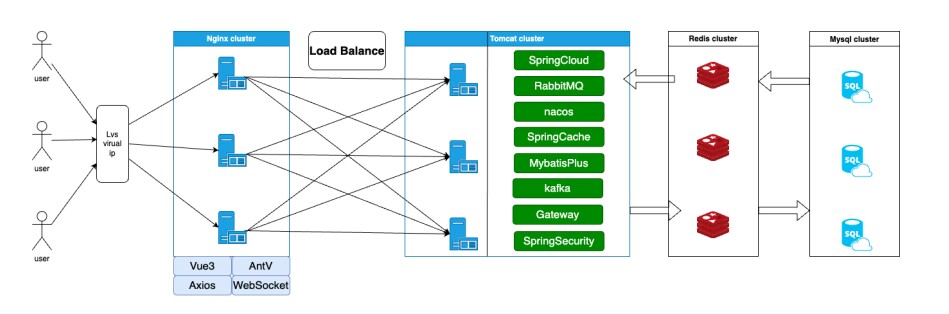 user
user
user
Lvs
virual
ip
Nginx cluster
Vue3
AntV
Axios
WebSocket
Load Balance
Tomcat cluster
SpringCloud
RabbitMQ
nacos
SpringCache
MybatisPlus
kafka
Gateway
SpringSecurity
Redis cluster
Mysql cluster
SQL
SQL
SQL